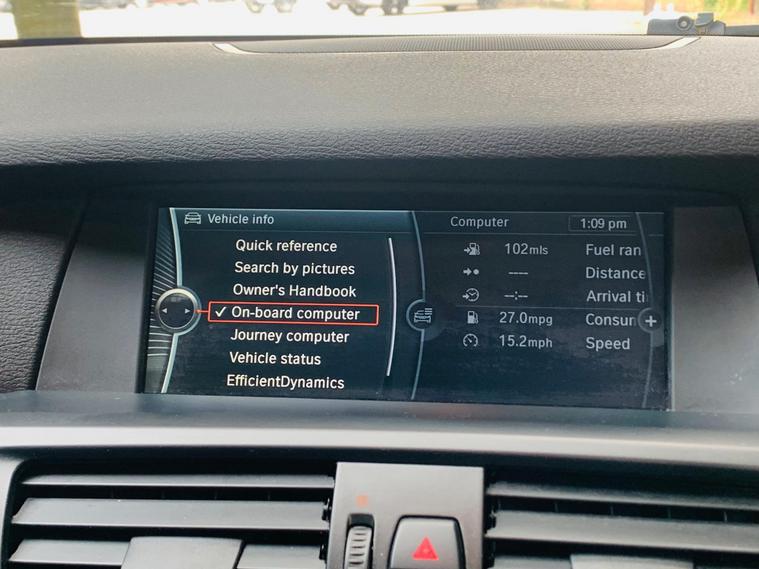 Vehicle info
Quick reference
Search by pictures
Owner's Handbook
On-board computer
Journey computer
Vehicle status
EfficientDynamics
Computer 1:09 pm
102mls Fuel ran
---- Distance
--:-- Arrival ti
27.0mpg Consur
15.2mph Speed